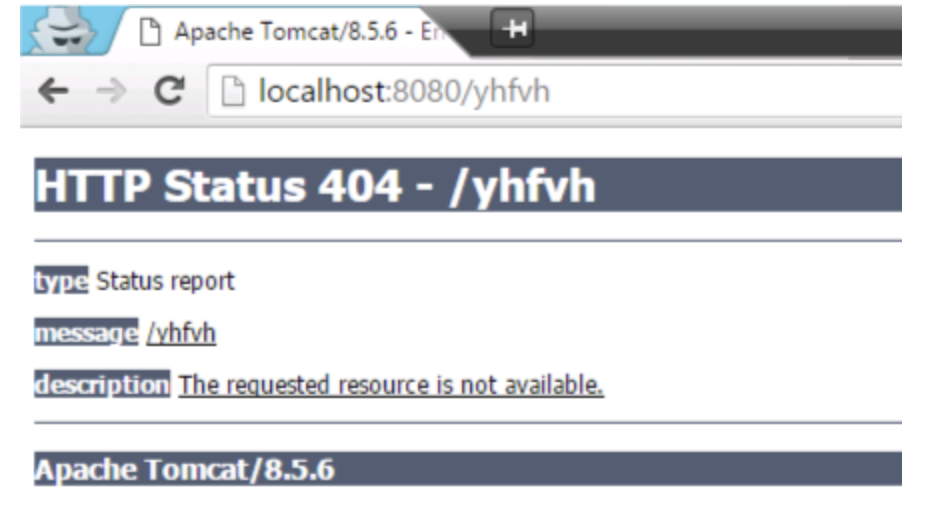 Apache Tomcat/8.5.6 - Er
localhost:8080/yhfvh
HTTP Status 404 - /yhfvh
type Status report
message /yhfvh
description The requested resource is not available.
Apache Tomcat/8.5.6